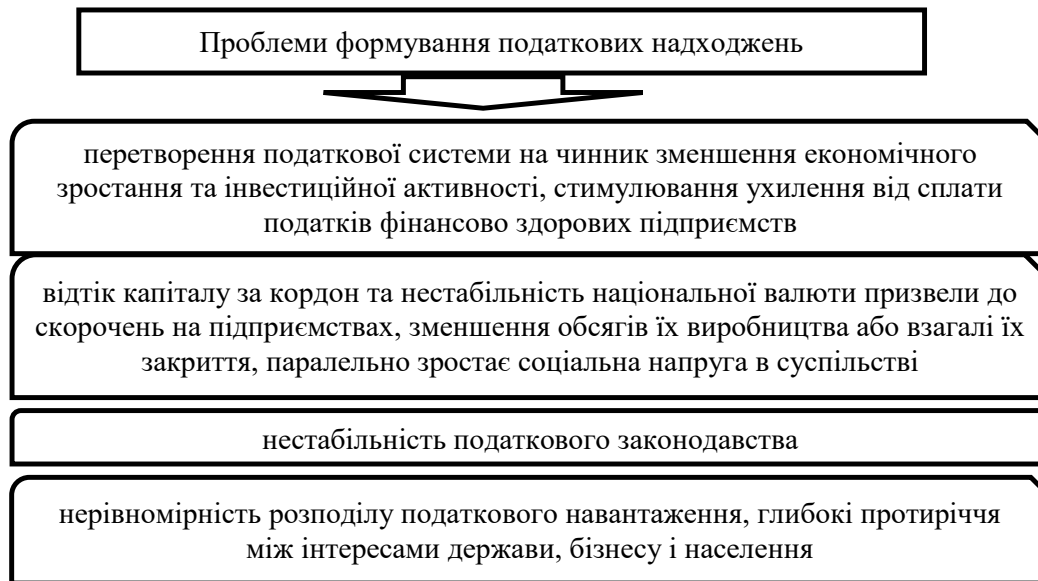 Проблеми формування податкових надходжень
перетворення податкової системи на чинник зменшення економічного
зростання та інвестиційної активності, стимулювання ухилення від сплати
податків фінансово здорових підприємств
відтік капіталу за кордон та нестабільність національної валюти призвели до
скорочень на підприємствах, зменшення обсягів їх виробництва або взагалі їх
закриття, паралельно зростає соціальна напруга в суспільстві
нестабільність податкового законодавства
нерівномірність розподілу податкового навантаження, глибокі протиріччя
між інтересами держави, бізнесу і населення